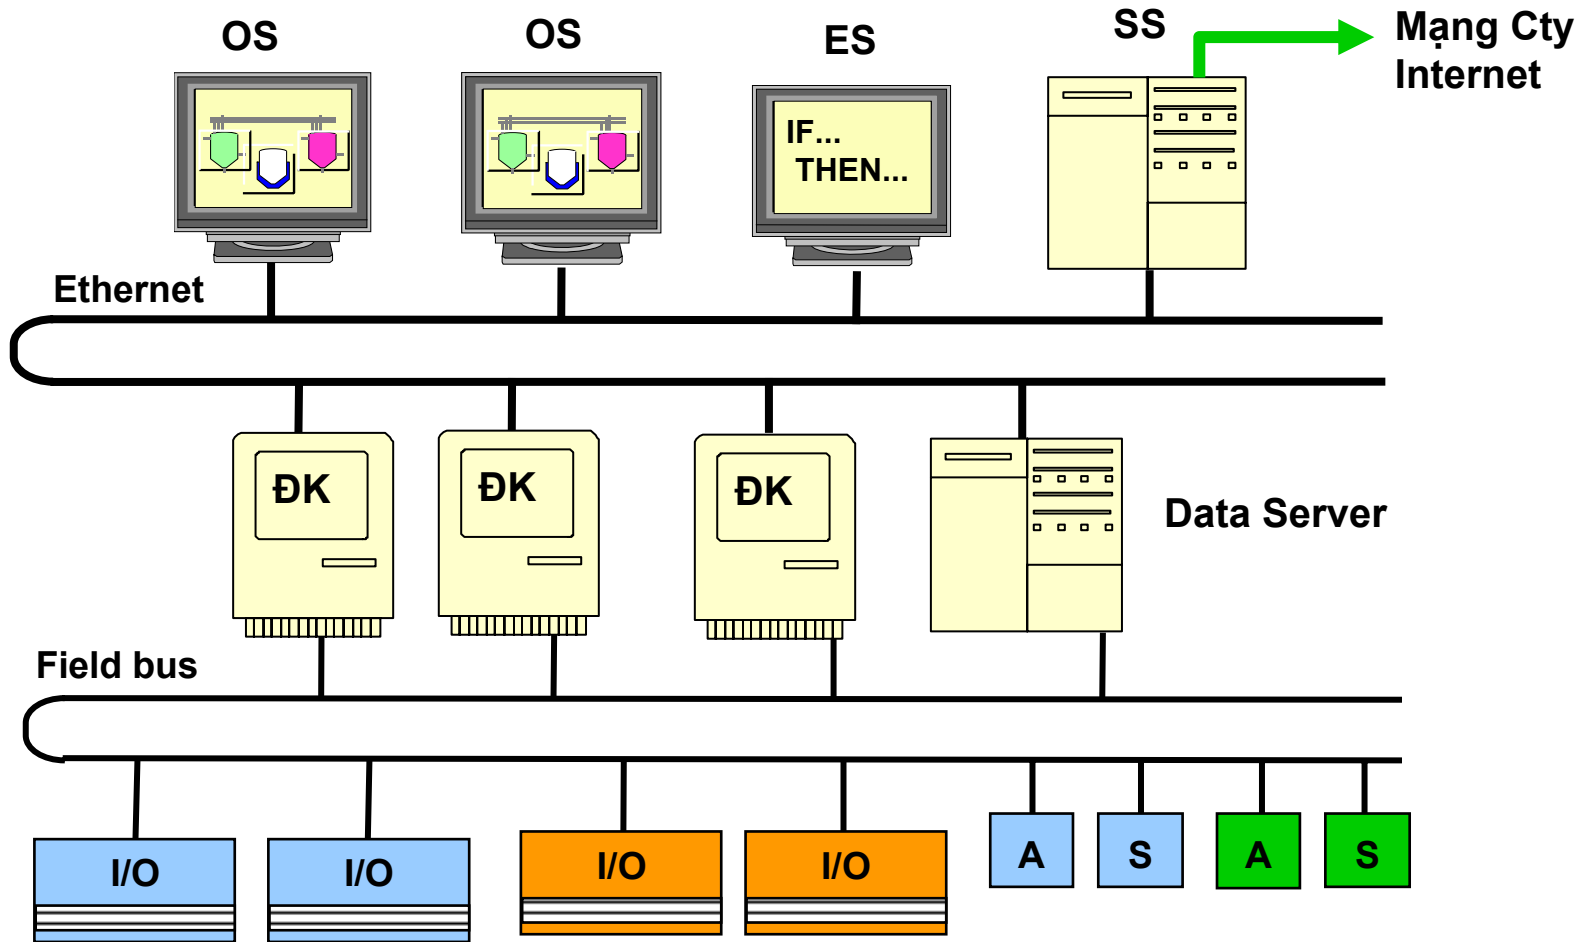 OS
OS
ES
SS
Mạng Cty
Internet
IF...
THEN...
Ethernet
ĐK
ĐK
ĐK
Data Server
Field bus
I/O
I/O
I/O
I/O
A
S
A
S